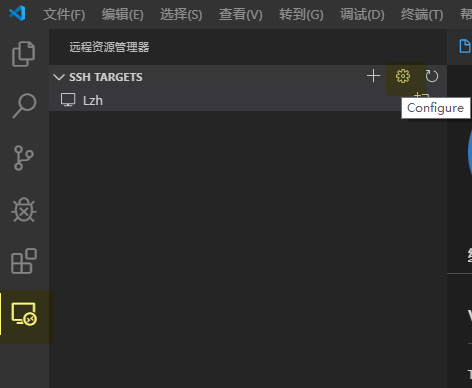 文件(F) 编辑(E) 选择(S) 查看(V) 转到(G) 调试(D) 终端(T)
远程资源管理器
SSH TARGETS
Lzh
Configure